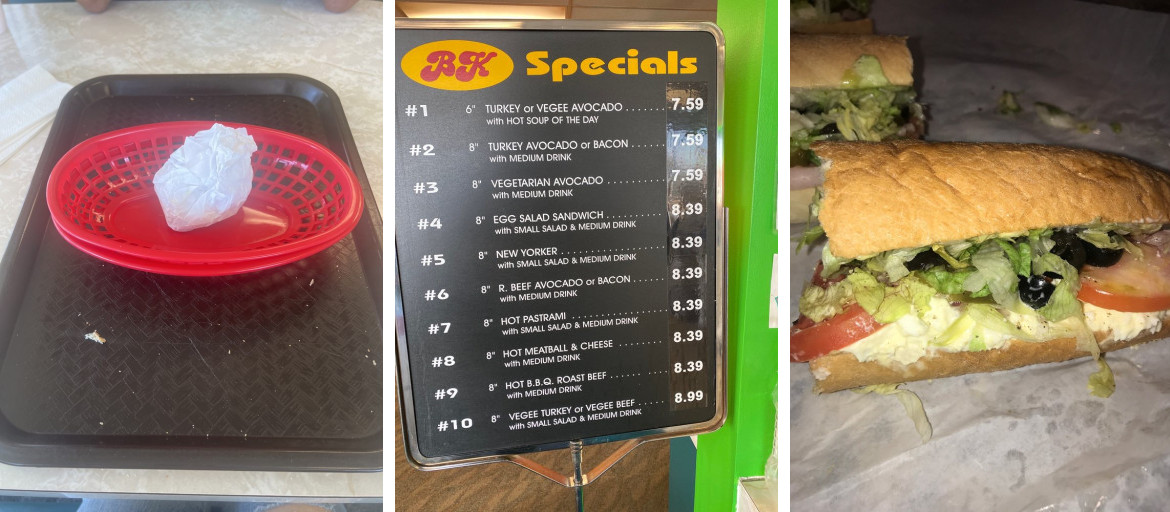 BK Specials
#1 6" TURKEY or VEGEE AVOCADO . . . . . . . 7.59
with HOT SOUP OF THE DAY
#2 8" TURKEY AVOCADO or BACON . . . . . . 7.59
with MEDIUM DRINK
#3 8" VEGETARIAN AVOCADO . . . . . . . . . . 7.59
with MEDIUM DRINK
#4 8" EGG SALAD SANDWICH . . . . . . . . . . 8.39
with SMALL SALAD & MEDIUM DRINK
#5 8" NEW YORKER . . . . . . . . . . . . . . . . . . 8.39
with SMALL SALAD & MEDIUM DRINK
#6 8" R. BEEF AVOCADO or BACON . . . . . . 8.39
with MEDIUM DRINK
#7 8" HOT PASTRAMI . . . . . . . . . . . . . . . . 8.39
with SMALL SALAD & MEDIUM DRINK
#8 8" HOT MEATBALL & CHEESE . . . . . . . . 8.39
with MEDIUM DRINK
#9 8" HOT B.B.Q. ROAST BEEF . . . . . . . . . . 8.39
with MEDIUM DRINK
#10 8" VEGEE TURKEY or VEGEE BEEF . . . . . 8.99
with SMALL SALAD & MEDIUM DRINK